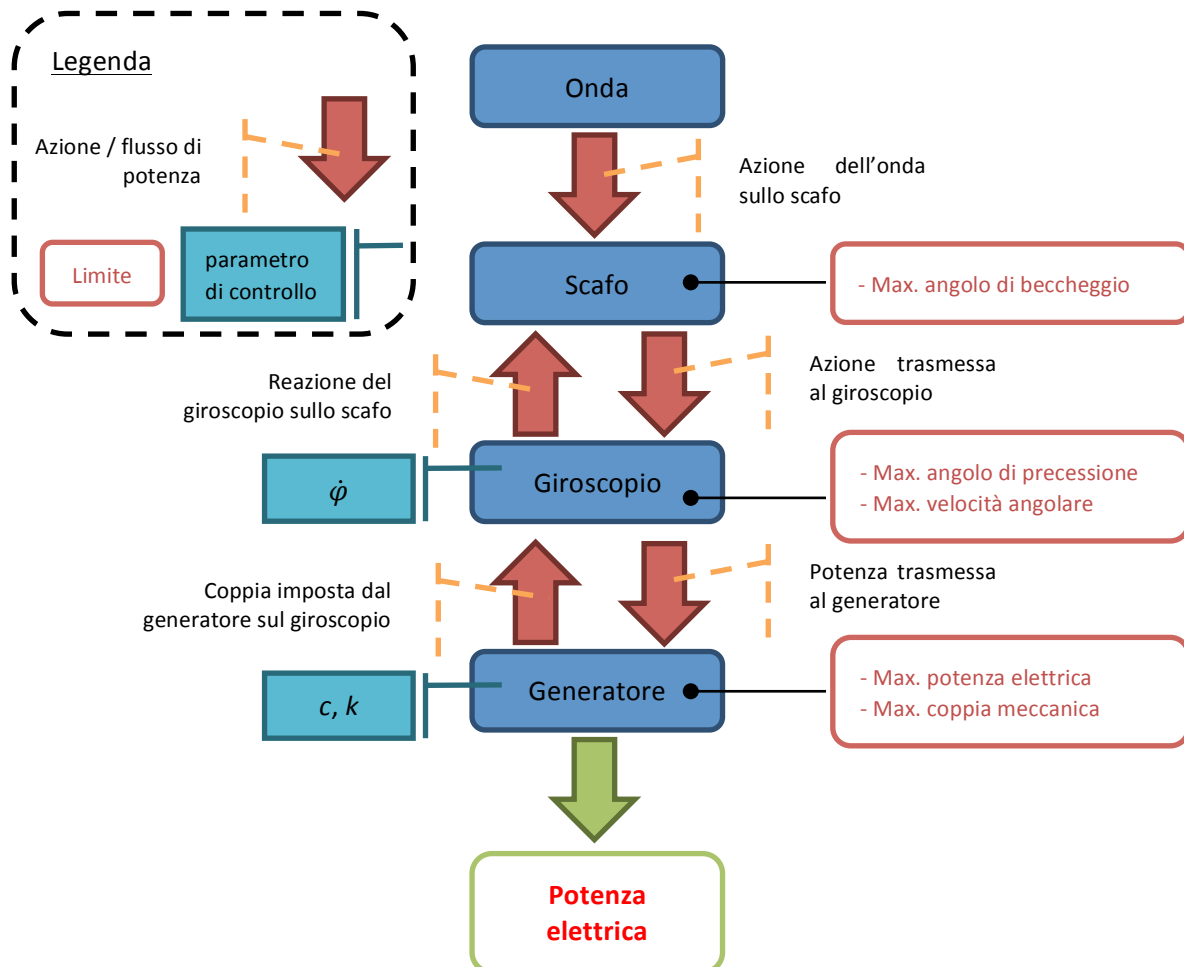 Legenda
Azione / flusso di
potenza
Limite
parametro
di controllo
Onda
Azione dell’onda
sullo scafo
Scafo
- Max. angolo di beccheggio
Reazione del
giroscopio sullo scafo
Azione trasmessa
al giroscopio
φ̇
Giroscopio
- Max. angolo di precessione
- Max. velocità angolare
Coppia imposta dal
generatore sul giroscopio
Potenza trasmessa
al generatore
c, k
Generatore
- Max. potenza elettrica
- Max. coppia meccanica
Potenza
elettrica